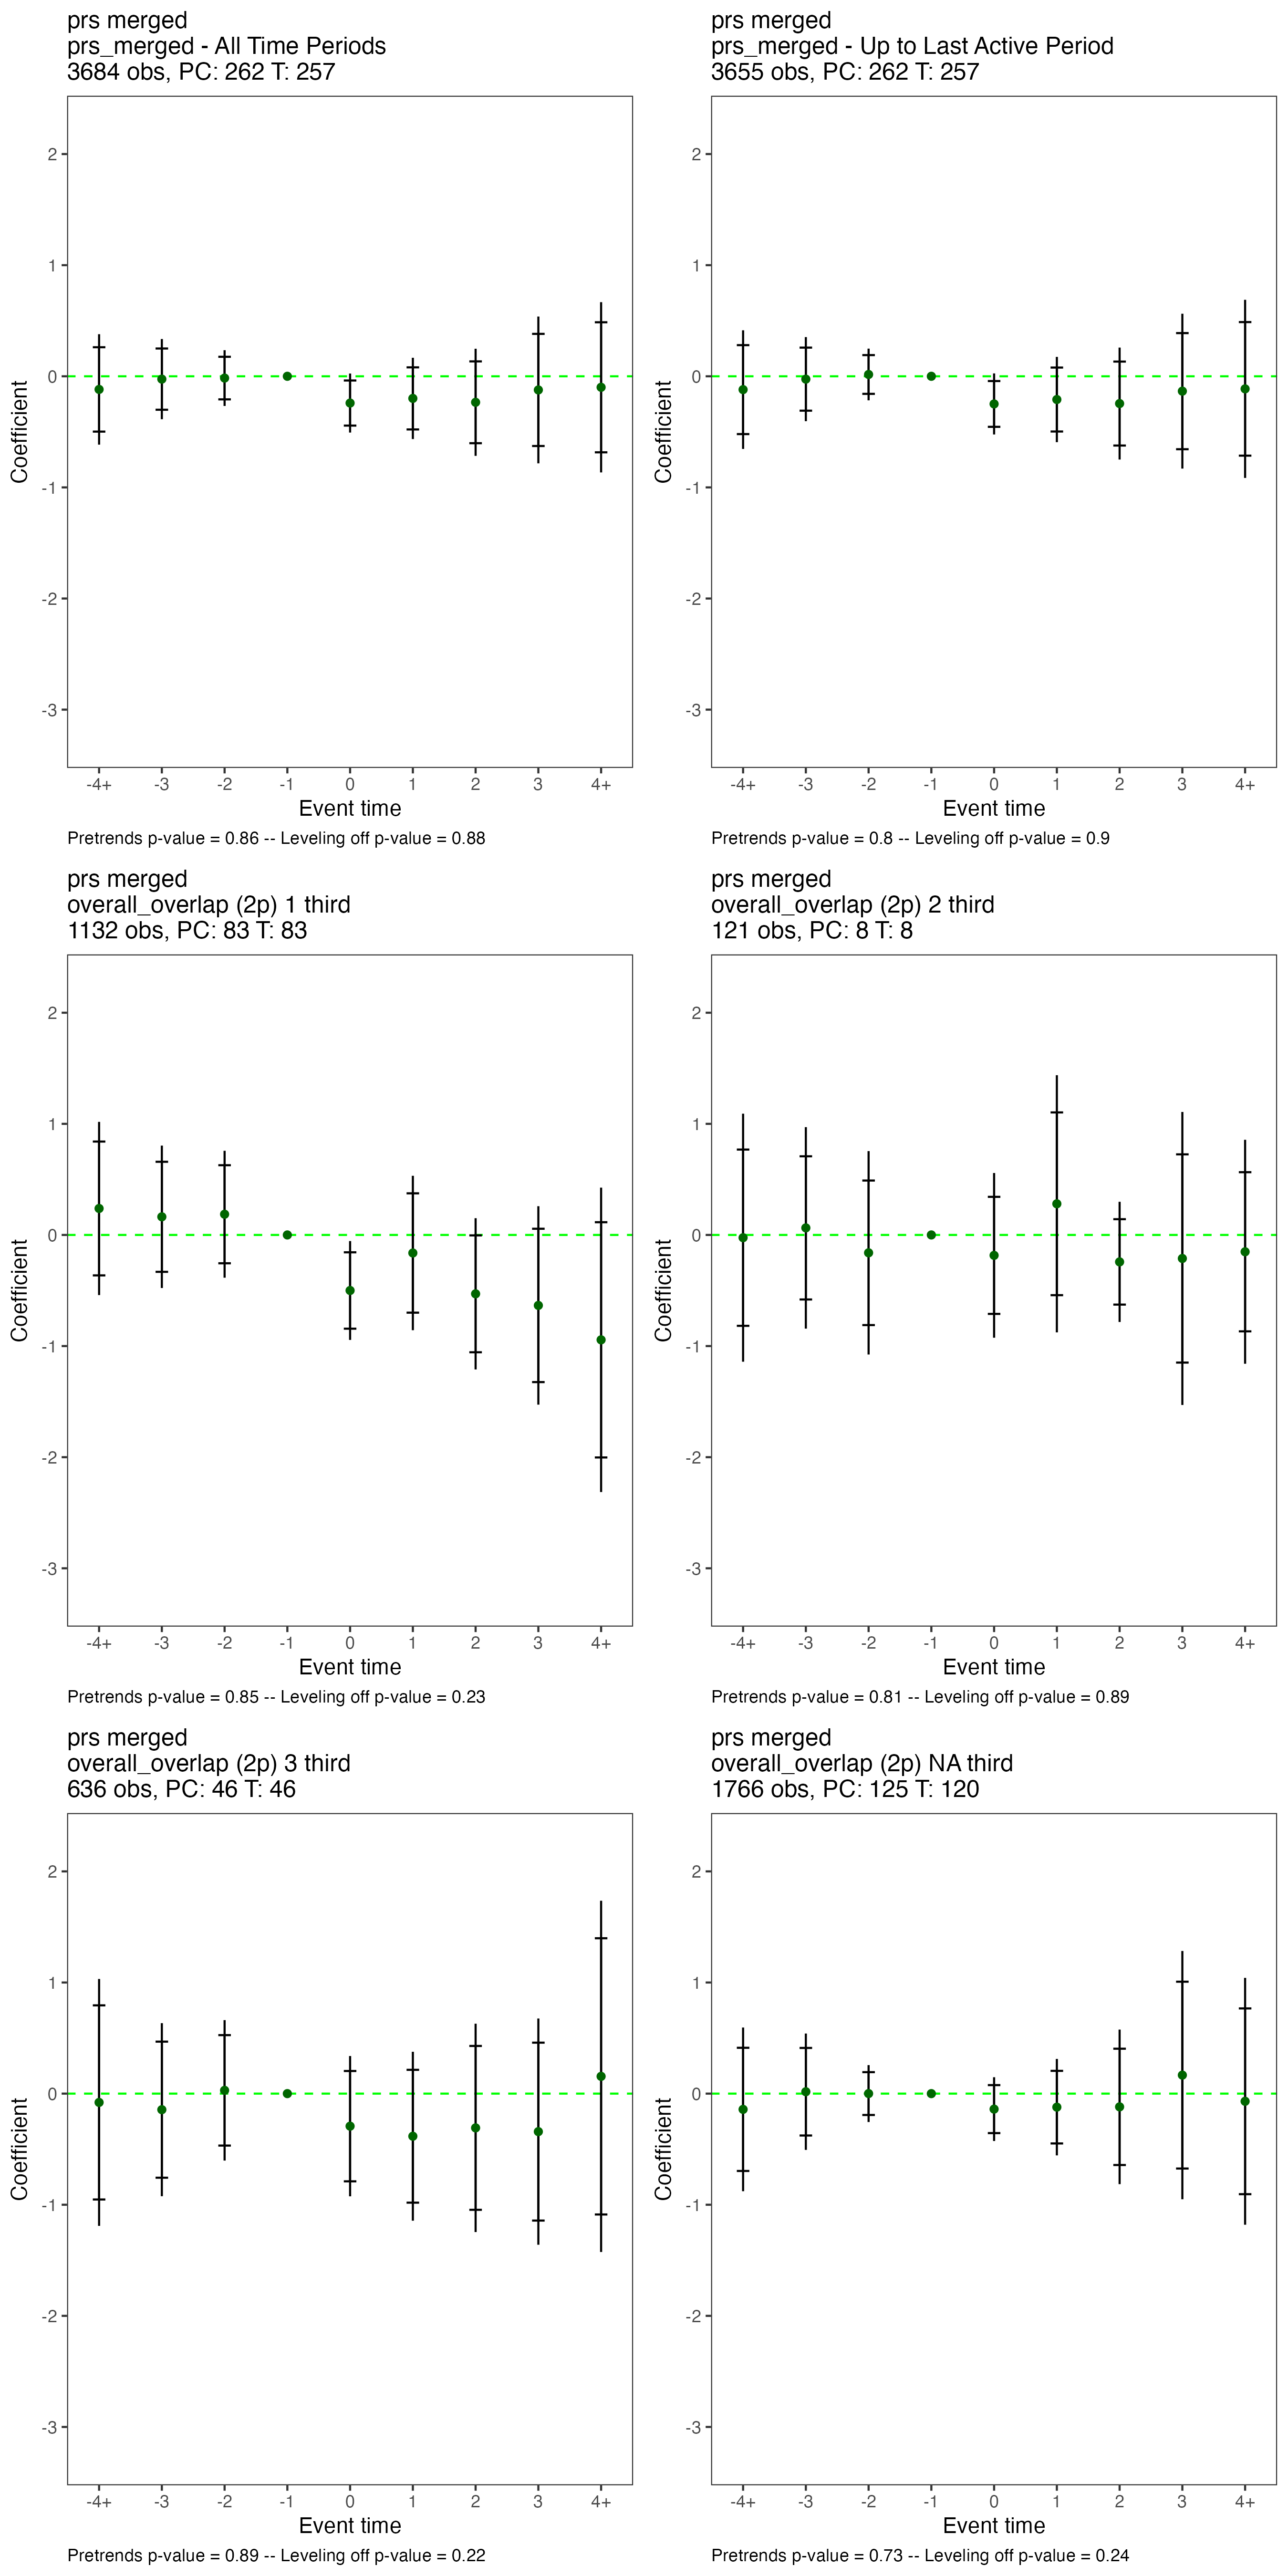 prs merged
prs_merged - All Time Periods
3684 obs, PC: 262 T: 257
2
1
0
-1
-2
-3
Coefficient
-4+ -3 -2 -1 0 1 2 3 4+
Event time
Pretrends p-value = 0.86 -- Leveling off p-value = 0.88
prs merged
prs_merged - Up to Last Active Period
3655 obs, PC: 262 T: 257
2
1
0
-1
-2
-3
Coefficient
-4+ -3 -2 -1 0 1 2 3 4+
Event time
Pretrends p-value = 0.8 -- Leveling off p-value = 0.9
prs merged
overall_overlap (2p) 1 third
1132 obs, PC: 83 T: 83
2
1
0
-1
-2
-3
Coefficient
-4+ -3 -2 -1 0 1 2 3 4+
Event time
Pretrends p-value = 0.85 -- Leveling off p-value = 0.23
prs merged
overall_overlap (2p) 2 third
121 obs, PC: 8 T: 8
2
1
0
-1
-2
-3
Coefficient
-4+ -3 -2 -1 0 1 2 3 4+
Event time
Pretrends p-value = 0.81 -- Leveling off p-value = 0.89
prs merged
overall_overlap (2p) 3 third
636 obs, PC: 46 T: 46
2
1
0
-1
-2
-3
Coefficient
-4+ -3 -2 -1 0 1 2 3 4+
Event time
Pretrends p-value = 0.89 -- Leveling off p-value = 0.22
prs merged
overall_overlap (2p) NA third
1766 obs, PC: 125 T: 120
2
1
0
-1
-2
-3
Coefficient
-4+ -3 -2 -1 0 1 2 3 4+
Event time
Pretrends p-value = 0.73 -- Leveling off p-value = 0.24